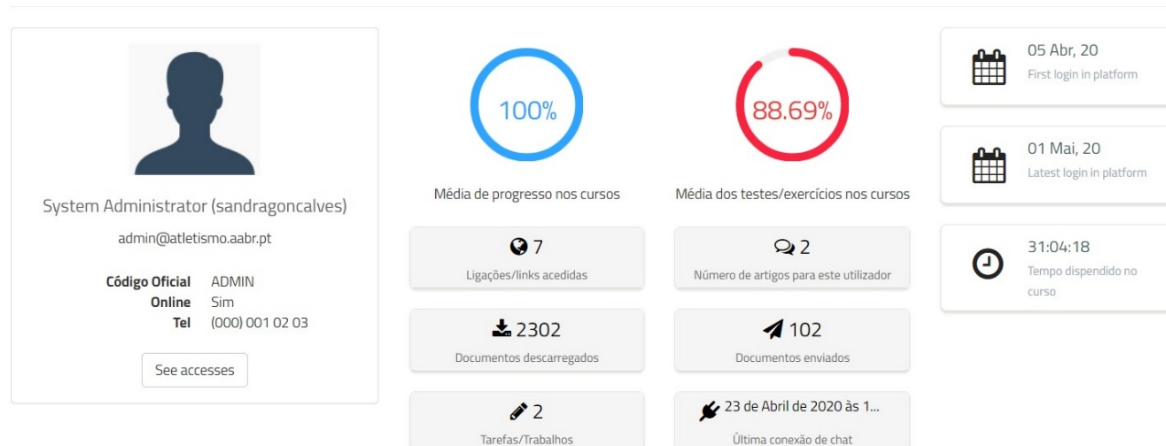 System Administrator (sandragoncalves)
admin@atletismo.aabr.pt
Código Oficial ADMIN
Online Sim
Tel (000) 001 02 03
See accesses
100%
Média de progresso nos cursos
88.69%
Média dos testes/exercícios nos cursos
7
Ligações/links acedidas
2
Número de artigos para este utilizador
2302
Documentos descarregados
102
Documentos enviados
2
Tarefas/Trabalhos
23 de Abril de 2020 às 1...
Última conexão de chat
05 Abr, 20
First login in platform
01 Mai, 20
Latest login in platform
31:04:18
Tempo dispendido no
curso